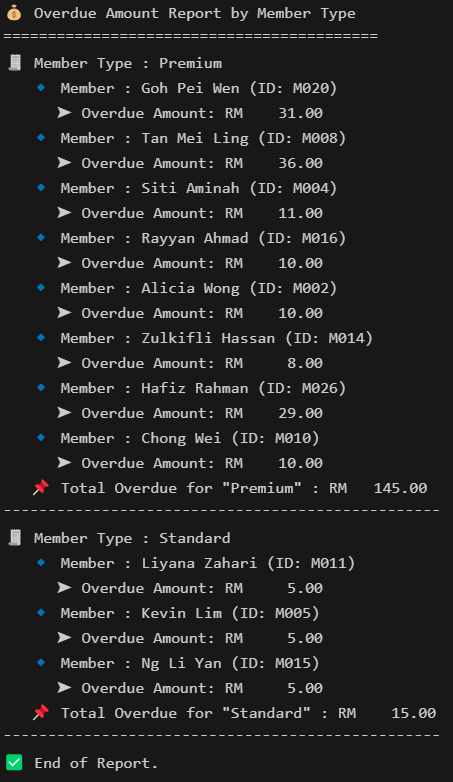 💰 Overdue Amount Report by Member Type
==========================================
🧾 Member Type : Premium
🔹 Member : Goh Pei Wen (ID: M020)
➤ Overdue Amount: RM    31.00
🔹 Member : Tan Mei Ling (ID: M008)
➤ Overdue Amount: RM    36.00
🔹 Member : Siti Aminah (ID: M004)
➤ Overdue Amount: RM    11.00
🔹 Member : Rayyan Ahmad (ID: M016)
➤ Overdue Amount: RM    10.00
🔹 Member : Alicia Wong (ID: M002)
➤ Overdue Amount: RM    10.00
🔹 Member : Zulkifli Hassan (ID: M014)
➤ Overdue Amount: RM     8.00
🔹 Member : Hafiz Rahman (ID: M026)
➤ Overdue Amount: RM    29.00
🔹 Member : Chong Wei (ID: M010)
➤ Overdue Amount: RM    10.00
📌 Total Overdue for "Premium" : RM   145.00
-------------------------------------------------
🧾 Member Type : Standard
🔹 Member : Liyana Zahari (ID: M011)
➤ Overdue Amount: RM     5.00
🔹 Member : Kevin Lim (ID: M005)
➤ Overdue Amount: RM     5.00
🔹 Member : Ng Li Yan (ID: M015)
➤ Overdue Amount: RM     5.00
📌 Total Overdue for "Standard" : RM    15.00
-------------------------------------------------
✅ End of Report.